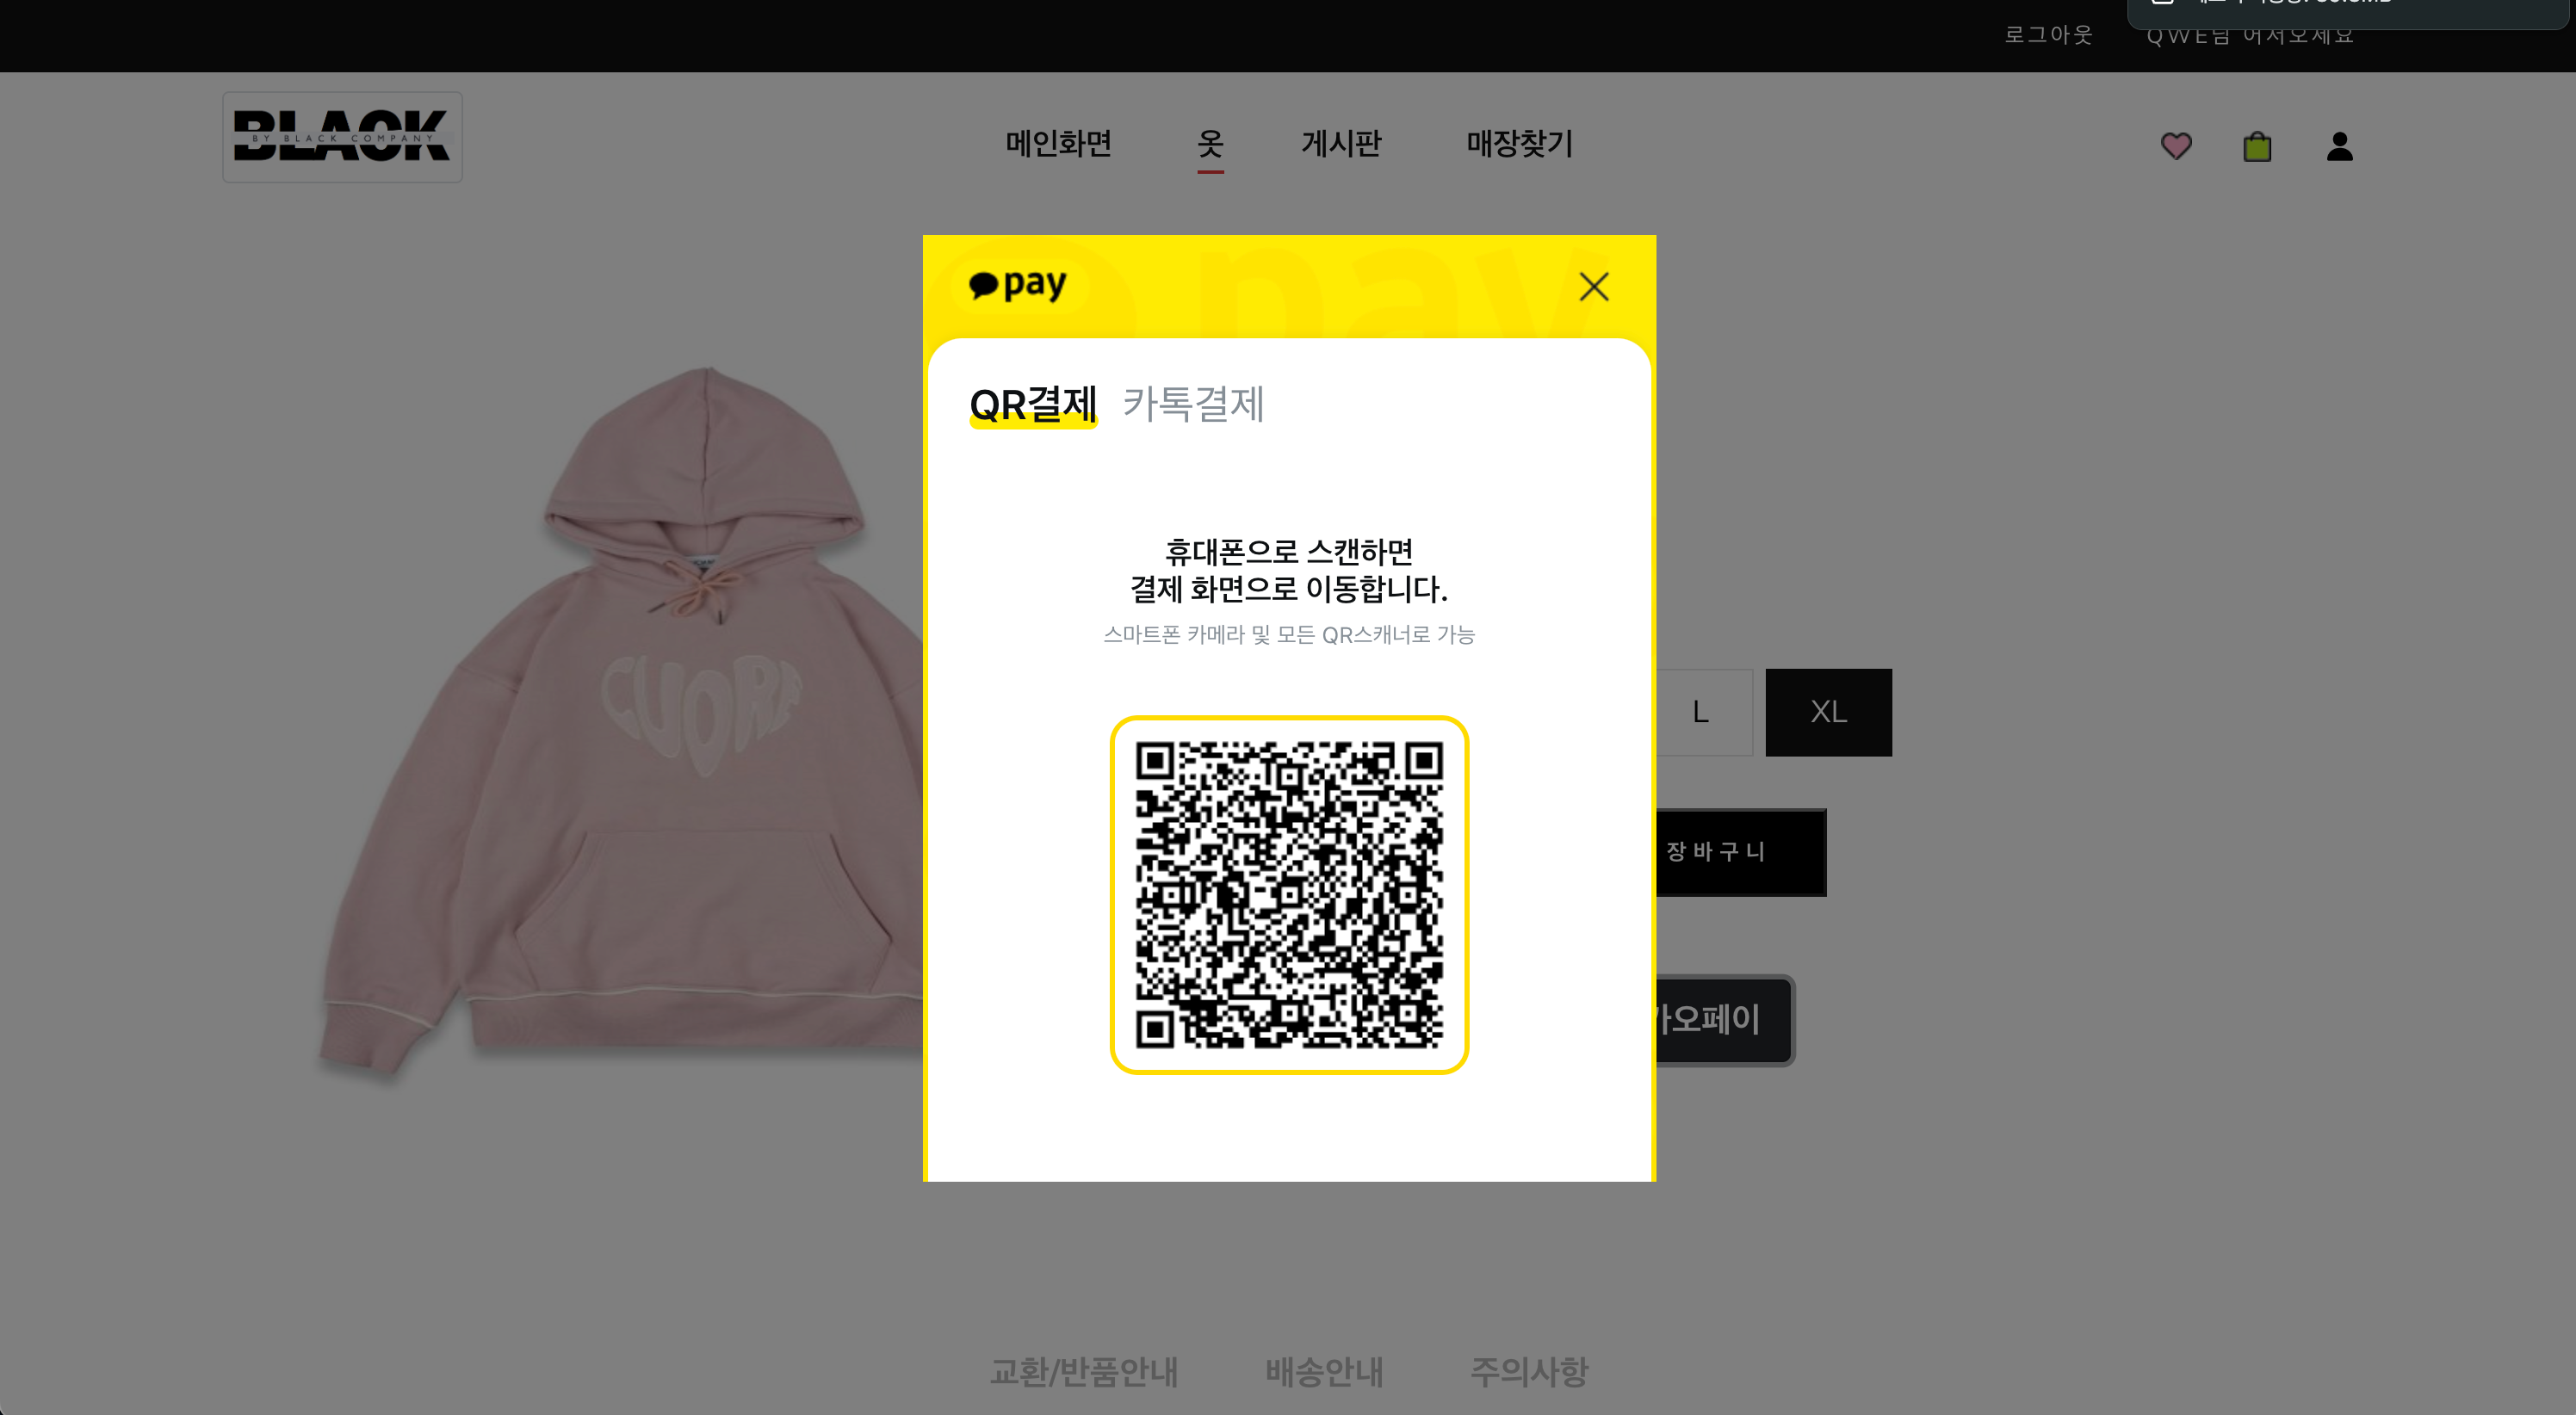 로그아웃
QWE님 어서오세요
BLACK
BY BLACK COMPANY
메인화면
옷
게시판
매장찾기
pay
QR결제 카톡결제
휴대폰으로 스캔하면
결제 화면으로 이동합니다.
스마트폰 카메라 및 모든 QR스캐너로 가능
CUORE
L
XL
장바구니
오페이
교환/반품안내
배송안내
주의사항